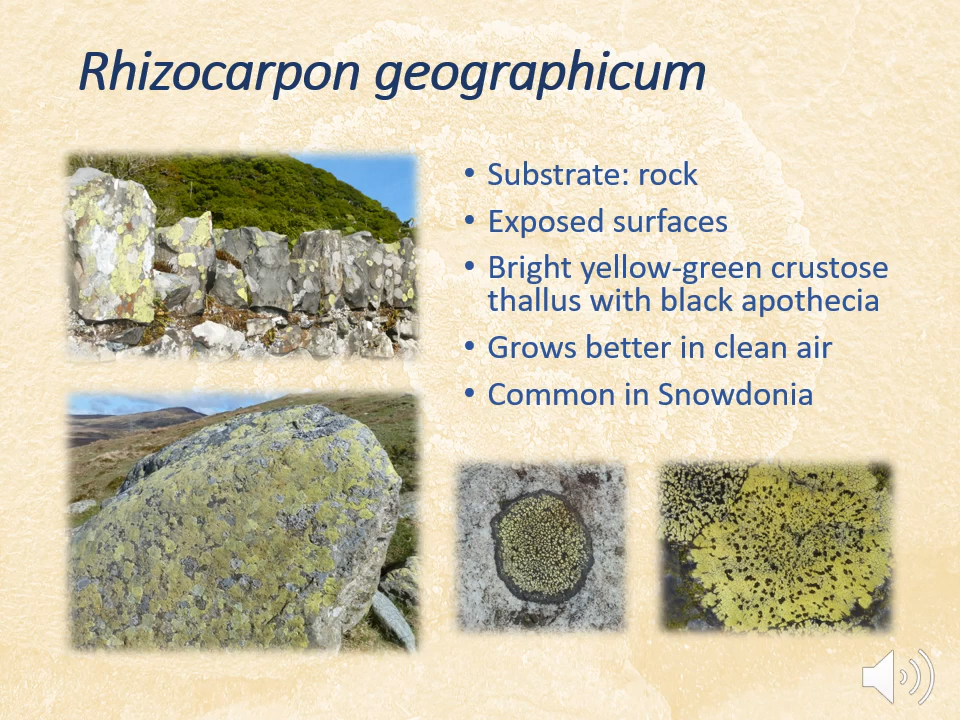 Rhizocarpon geographicum
• Substrate: rock
• Exposed surfaces
• Bright yellow-green crustose
thallus with black apothecia
• Grows better in clean air
• Common in Snowdonia